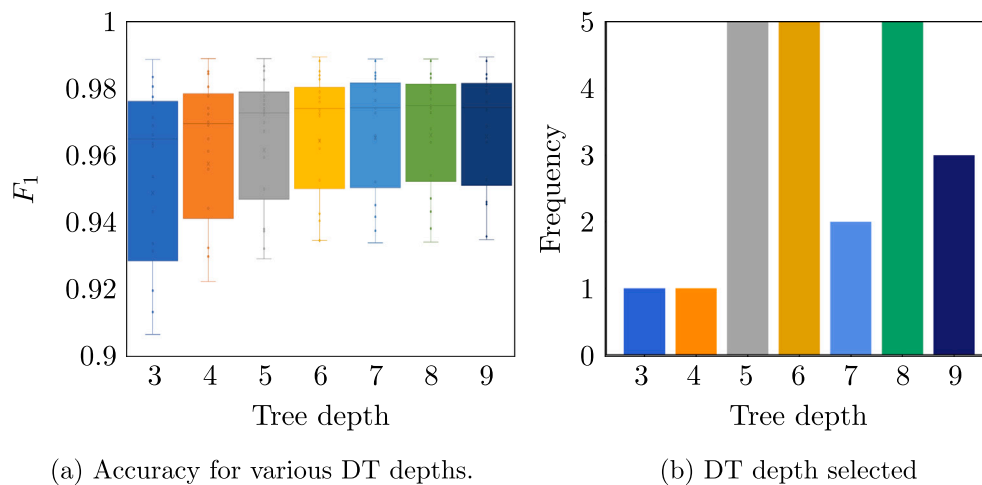 1
0.98
0.96
0.94
0.92
0.9
F1
3 4 5 6 7 8 9
Tree depth
(a) Accuracy for various DT depths.
5
4
3
2
1
0
Frequency
3 4 5 6 7 8 9
Tree depth
(b) DT depth selected